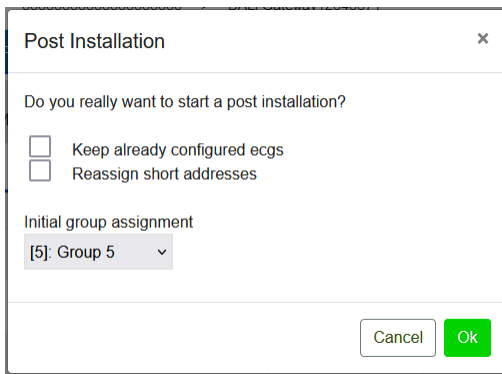 Post Installation
×
Do you really want to start a post installation?
Keep already configured ecgs
Reassign short addresses
Initial group assignment
[5]: Group 5
Cancel
Ok